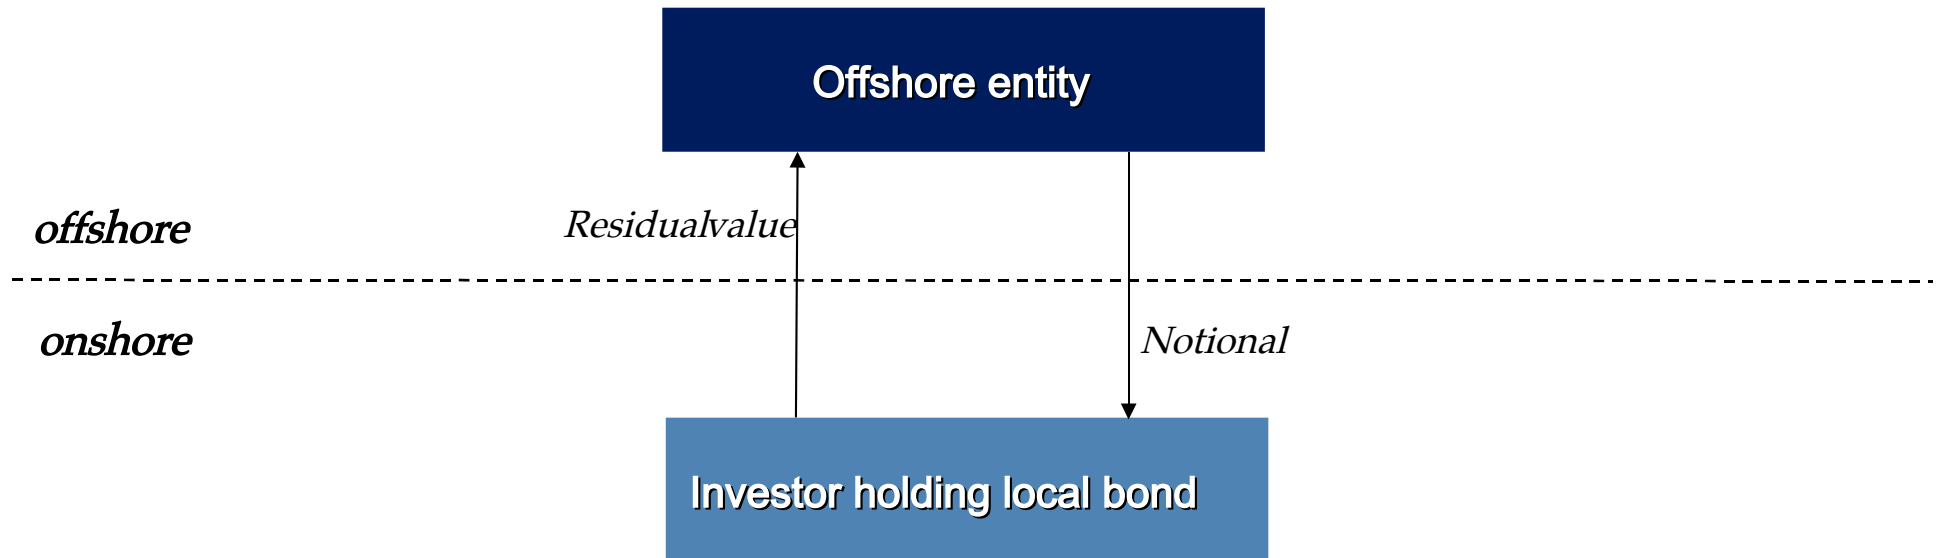 Offshore entity
offshore
Residualvalue
onshore
Notional
Investor holding local bond